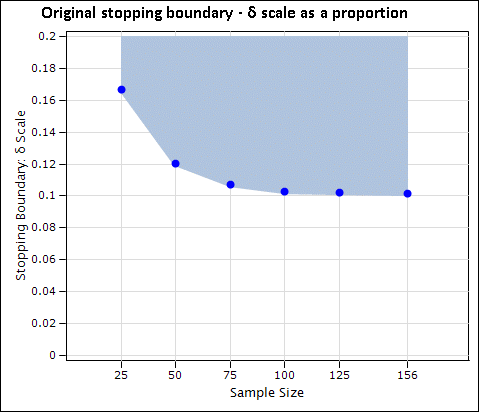 Original stopping boundary - δ scale as a proportion
0.2
0.18
0.16
0.14
0.12
0.1
0.08
0.06
0.04
0.02
0
Stopping Boundary: δ Scale
25 50 75 100 125 156
Sample Size